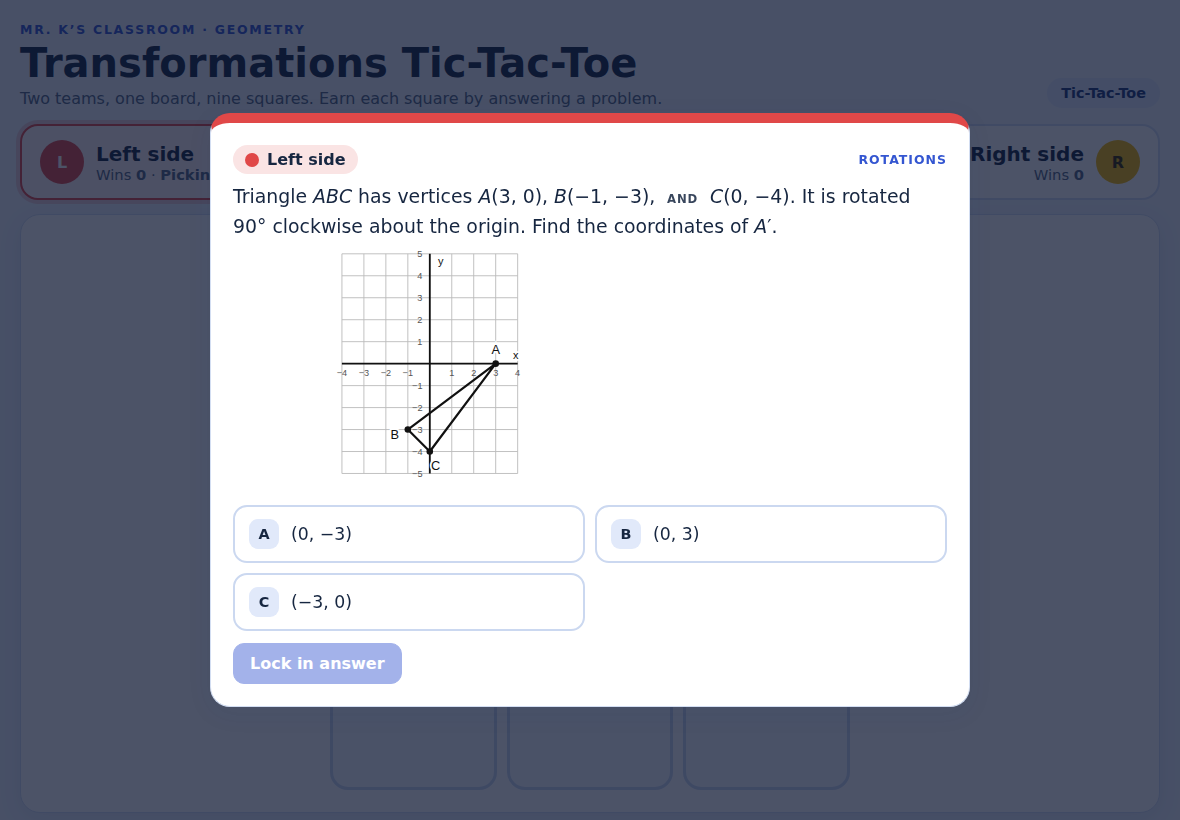 MR. K’S CLASSROOM · GEOMETRY
Transformations Tic-Tac-Toe
Two teams, one board, nine squares. Earn each square by answering a problem.
Tic-Tac-Toe
L
Left side
Wins 0 · Pickin
Right side
Wins 0
R
Left side
ROTATIONS
Triangle ABC has vertices A(3, 0), B(−1, −3), AND C(0, −4). It is rotated
90° clockwise about the origin. Find the coordinates of A′.
5
y
4
3
2
1
A
x
−4 −3 −2 −1 1 2 3 4
−1
−2
B
−3
−4
C
−5
A (0, −3)
B (0, 3)
C (−3, 0)
Lock in answer